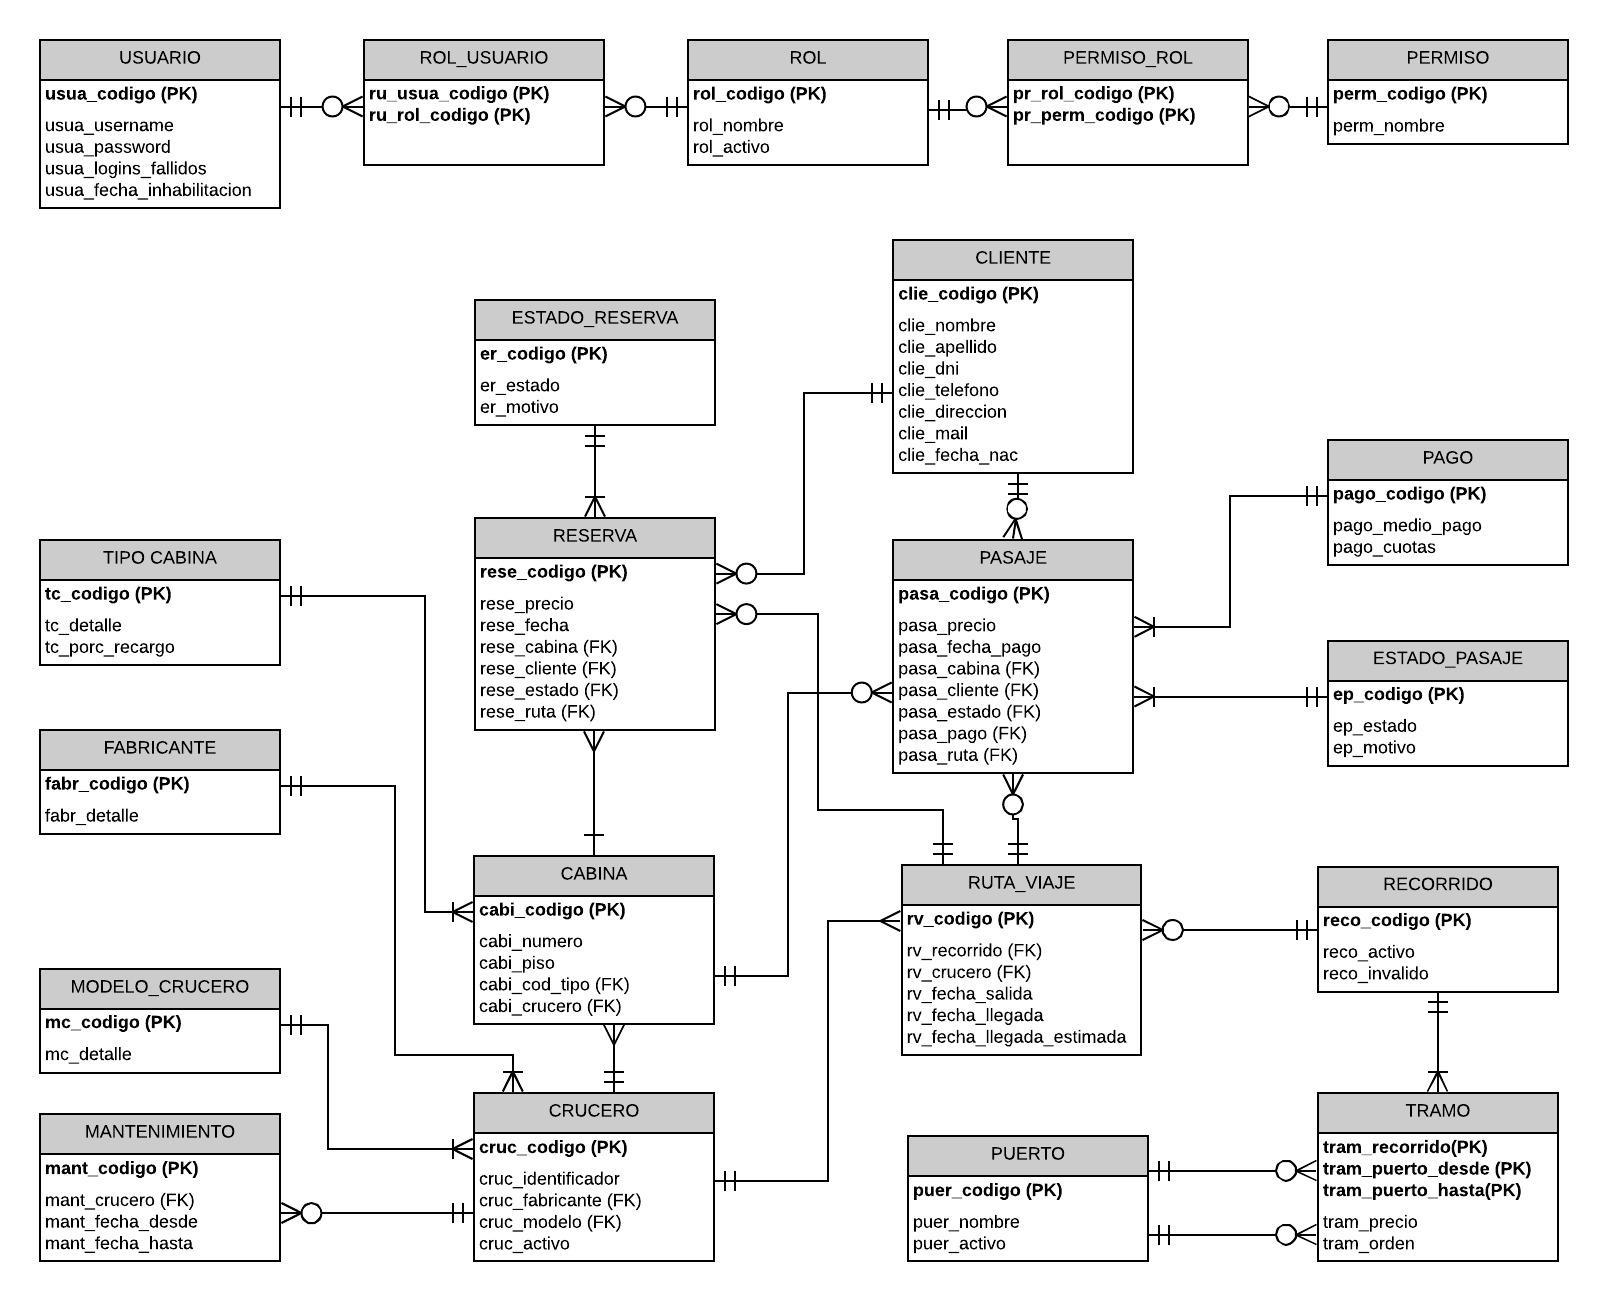 USUARIO
usua_codigo (PK)
usua_username
usua_password
usua_logins_fallidos
usua_fecha_inhabilitacion
ROL_USUARIO
ru_usua_codigo (PK)
ru_rol_codigo (PK)
ROL
rol_codigo (PK)
rol_nombre
rol_activo
PERMISO_ROL
pr_rol_codigo (PK)
pr_perm_codigo (PK)
PERMISO
perm_codigo (PK)
perm_nombre
CLIENTE
clie_codigo (PK)
clie_nombre
clie_apellido
clie_dni
clie_telefono
clie_direccion
clie_mail
clie_fecha_nac
ESTADO_RESERVA
er_codigo (PK)
er_estado
er_motivo
PAGO
pago_codigo (PK)
pago_medio_pago
pago_cuotas
TIPO CABINA
tc_codigo (PK)
tc_detalle
tc_porc_recargo
RESERVA
rese_codigo (PK)
rese_precio
rese_fecha
rese_cabina (FK)
rese_cliente (FK)
rese_estado (FK)
rese_ruta (FK)
PASAJE
pasa_codigo (PK)
pasa_precio
pasa_fecha_pago
pasa_cabina (FK)
pasa_cliente (FK)
pasa_estado (FK)
pasa_pago (FK)
pasa_ruta (FK)
ESTADO_PASAJE
ep_codigo (PK)
ep_estado
ep_motivo
FABRICANTE
fabr_codigo (PK)
fabr_detalle
CABINA
cabi_codigo (PK)
cabi_numero
cabi_piso
cabi_cod_tipo (FK)
cabi_crucero (FK)
RUTA_VIAJE
rv_codigo (PK)
rv_recorrido (FK)
rv_crucero (FK)
rv_fecha_salida
rv_fecha_llegada
rv_fecha_llegada_estimada
RECORRIDO
reco_codigo (PK)
reco_activo
reco_invalido
MODELO_CRUCERO
mc_codigo (PK)
mc_detalle
MANTENIMIENTO
mant_codigo (PK)
mant_crucero (FK)
mant_fecha_desde
mant_fecha_hasta
CRUCERO
cruc_codigo (PK)
cruc_identificador
cruc_fabricante (FK)
cruc_modelo (FK)
cruc_activo
PUERTO
puer_codigo (PK)
puer_nombre
puer_activo
TRAMO
tram_recorrido(PK)
tram_puerto_desde (PK)
tram_puerto_hasta(PK)
tram_precio
tram_orden